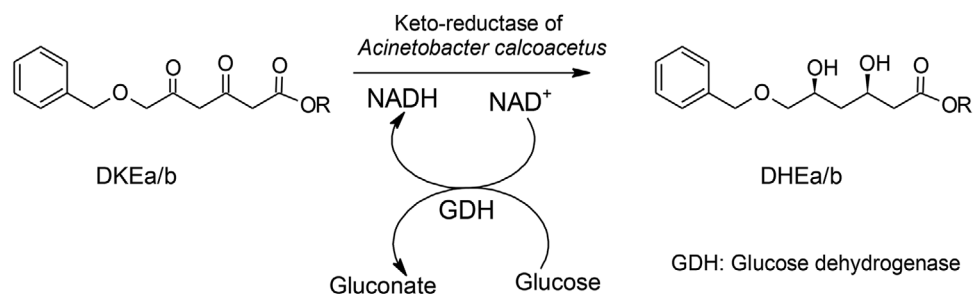 Keto-reductase of
Acinetobacter calcoacetus
NADH NAD+
O O O
O OR
OH OH O
O OR
DKEa/b
DHEa/b
GDH
Gluconate Glucose
GDH: Glucose dehydrogenase